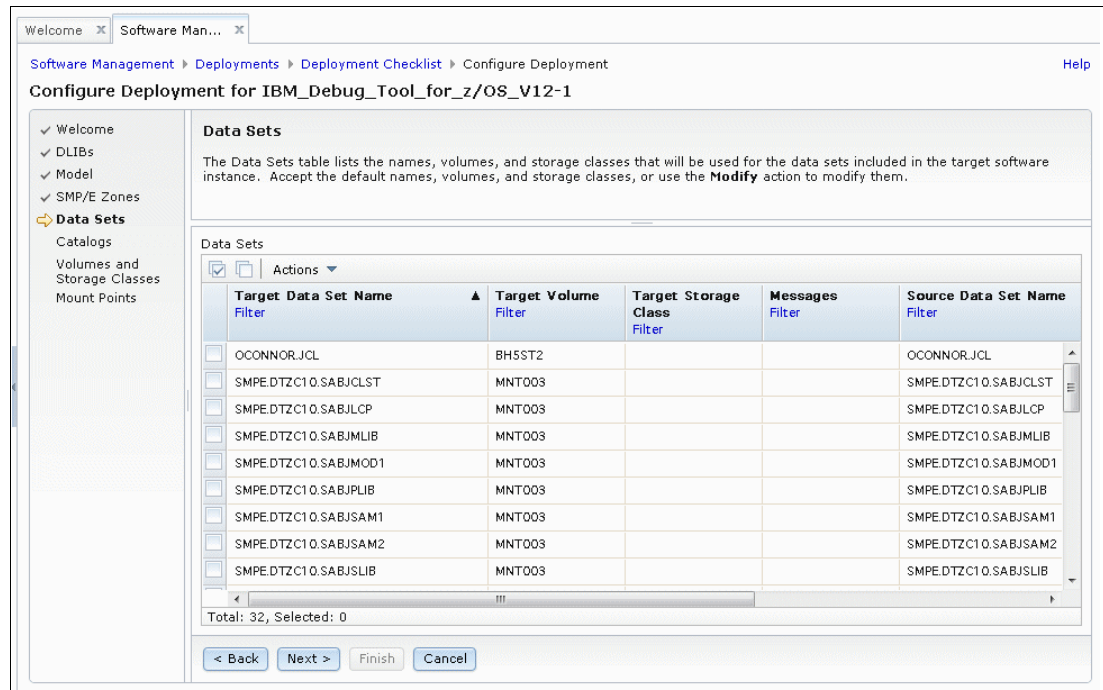 Welcome
Software Man...
Software Management Deployments Deployment Checklist Configure Deployment
Help
Configure Deployment for IBM_Debug_Tool_for_z/OS_V12-1
Welcome
DLIBs
Model
SMP/E Zones
Data Sets
Catalogs
Volumes and
Storage Classes
Mount Points
Data Sets
The Data Sets table lists the names, volumes, and storage classes that will be used for the data sets included in the target software
instance. Accept the default names, volumes, and storage classes, or use the Modify action to modify them.
Data Sets
Actions
Target Data Set Name Target Volume Target Storage Class Messages Source Data Set Name
Filter Filter Filter Filter Filter
OCONNOR.JCL BH5ST2 OCONNOR.JCL
SMPE.DTZC10.SABJCLST MNT003 SMPE.DTZC10.SABJCLST
SMPE.DTZC10.SABJLCP MNT003 SMPE.DTZC10.SABJLCP
SMPE.DTZC10.SABJMLIB MNT003 SMPE.DTZC10.SABJMLIB
SMPE.DTZC10.SABJMOD1 MNT003 SMPE.DTZC10.SABJMOD1
SMPE.DTZC10.SABJPLIB MNT003 SMPE.DTZC10.SABJPLIB
SMPE.DTZC10.SABJSAM1 MNT003 SMPE.DTZC10.SABJSAM1
SMPE.DTZC10.SABJSAM2 MNT003 SMPE.DTZC10.SABJSAM2
SMPE.DTZC10.SABJSLIB MNT003 SMPE.DTZC10.SABJSLIB
Total: 32, Selected: 0
< Back Next > Finish Cancel